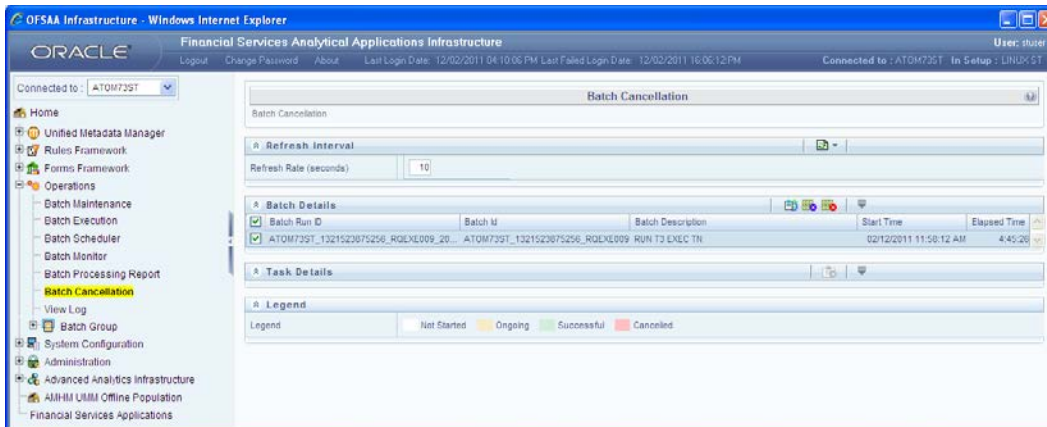 OFSAA Infrastructure - Windows Internet Explorer
ORACLE
Financial Services Analytical Applications Infrastructure
User: stuser
Logout Change Password About Last Login Date: 12/02/2011 04:10:06 PM Last Failed Login Date: 12/02/2011 16:06:12 PM
Connected to : ATOM73ST In Setup : LINUX ST
Connected to : ATOM73ST
Home
Unified Metadata Manager
Rules Framework
Forms Framework
Operations
Batch Maintenance
Batch Execution
Batch Scheduler
Batch Monitor
Batch Processing Report
Batch Cancellation
View Log
Batch Group
System Configuration
Administration
Advanced Analytics Infrastructure
AMHM UMM Offline Population
Financial Services Applications
Batch Cancellation
Batch Cancellation
Refresh Interval
Refresh Rate (seconds) 10
Batch Details
Batch Run ID Batch Id Batch Description Start Time Elapsed Time
ATOM73ST_1321523875256_RQEXE009_20... ATOM73ST_1321523875256_RQEXE009 RUN T3 EXEC TN 02/12/2011 11:50:12 AM 4:45:26
Task Details
Legend
Legend Not Started Ongoing Successful Cancelled